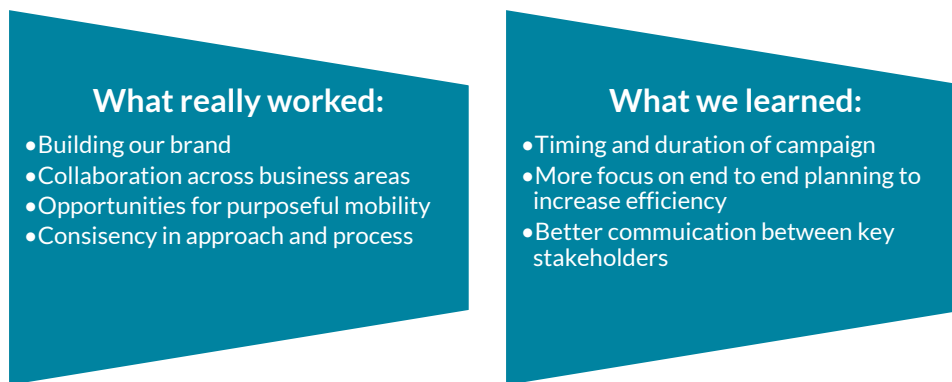 What really worked:
•Building our brand
•Collaboration across business areas
•Opportunities for purposeful mobility
•Consisency in approach and process
What we learned:
•Timing and duration of campaign
•More focus on end to end planning to
increase efficiency
•Better commuication between key
stakeholders